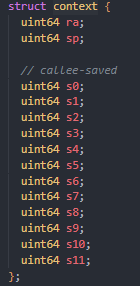 struct context {
  uint64 ra;
  uint64 sp;

  // callee-saved
  uint64 s0;
  uint64 s1;
  uint64 s2;
  uint64 s3;
  uint64 s4;
  uint64 s5;
  uint64 s6;
  uint64 s7;
  uint64 s8;
  uint64 s9;
  uint64 s10;
  uint64 s11;
};